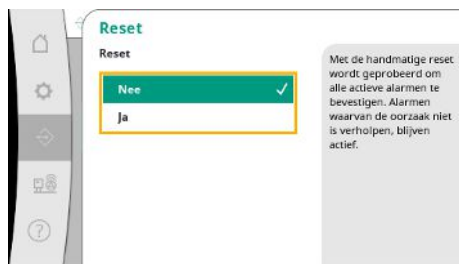 Reset
Reset
Nee
Ja
Met de handmatige reset
wordt geprobeerd om
alle actieve alarmen te
bevestigen. Alarmen
waarvan de oorzaak niet
is verholpen, blijven
actief.